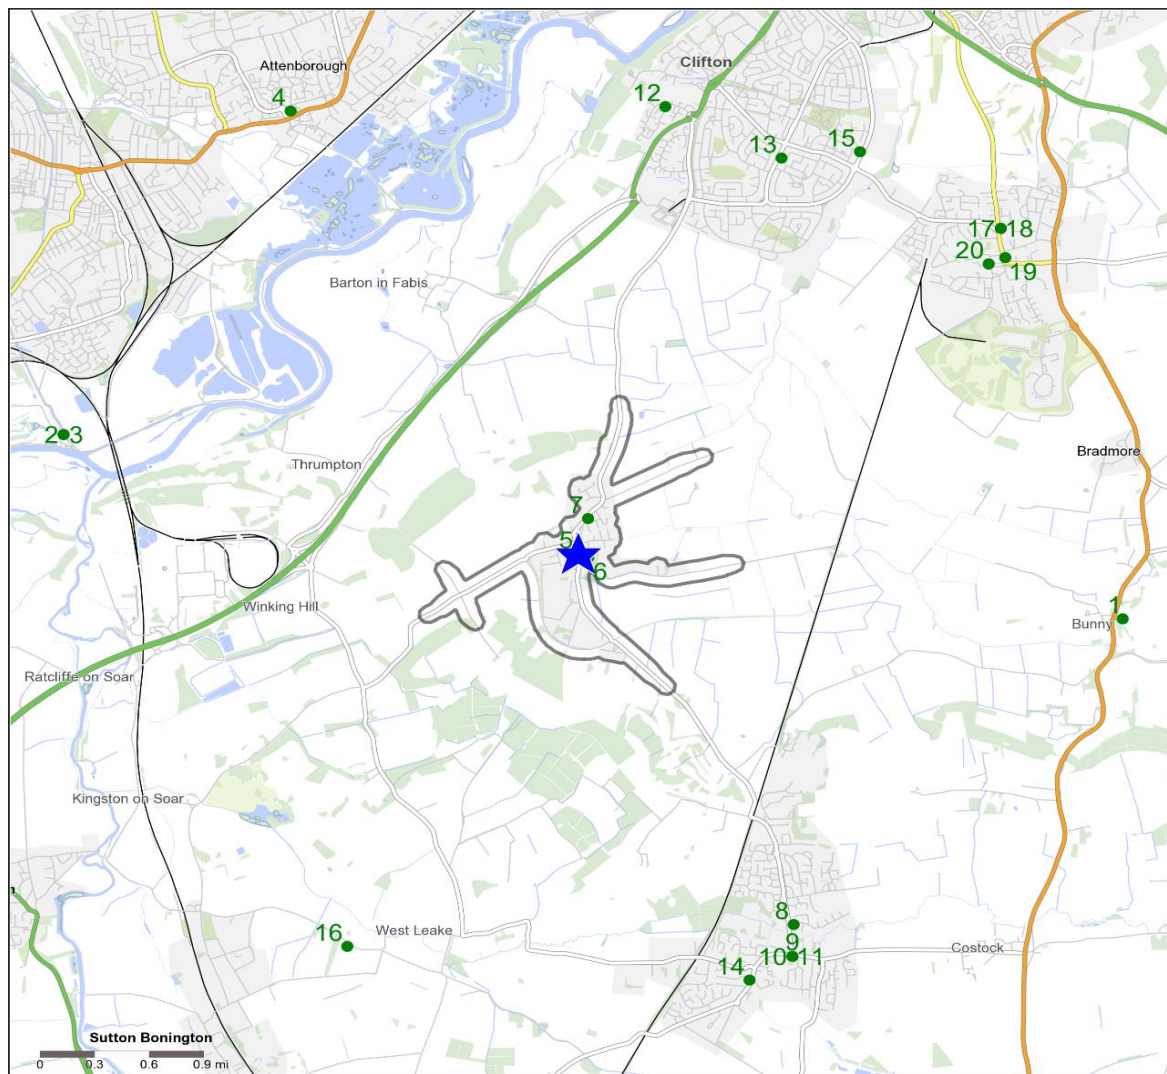 Clifton
Attenborough
4
12
13
15
17 18
20
19
Barton in Fabis
2 3
Thrumpton
Bradmore
7
5
6
Winking Hill
1
Bunny
Ratcliffe on Soar
Kingston on Soar
8
9
10 11
16
West Leake
Costock
14
Sutton Bonington
0 0.3 0.6 0.9 mi